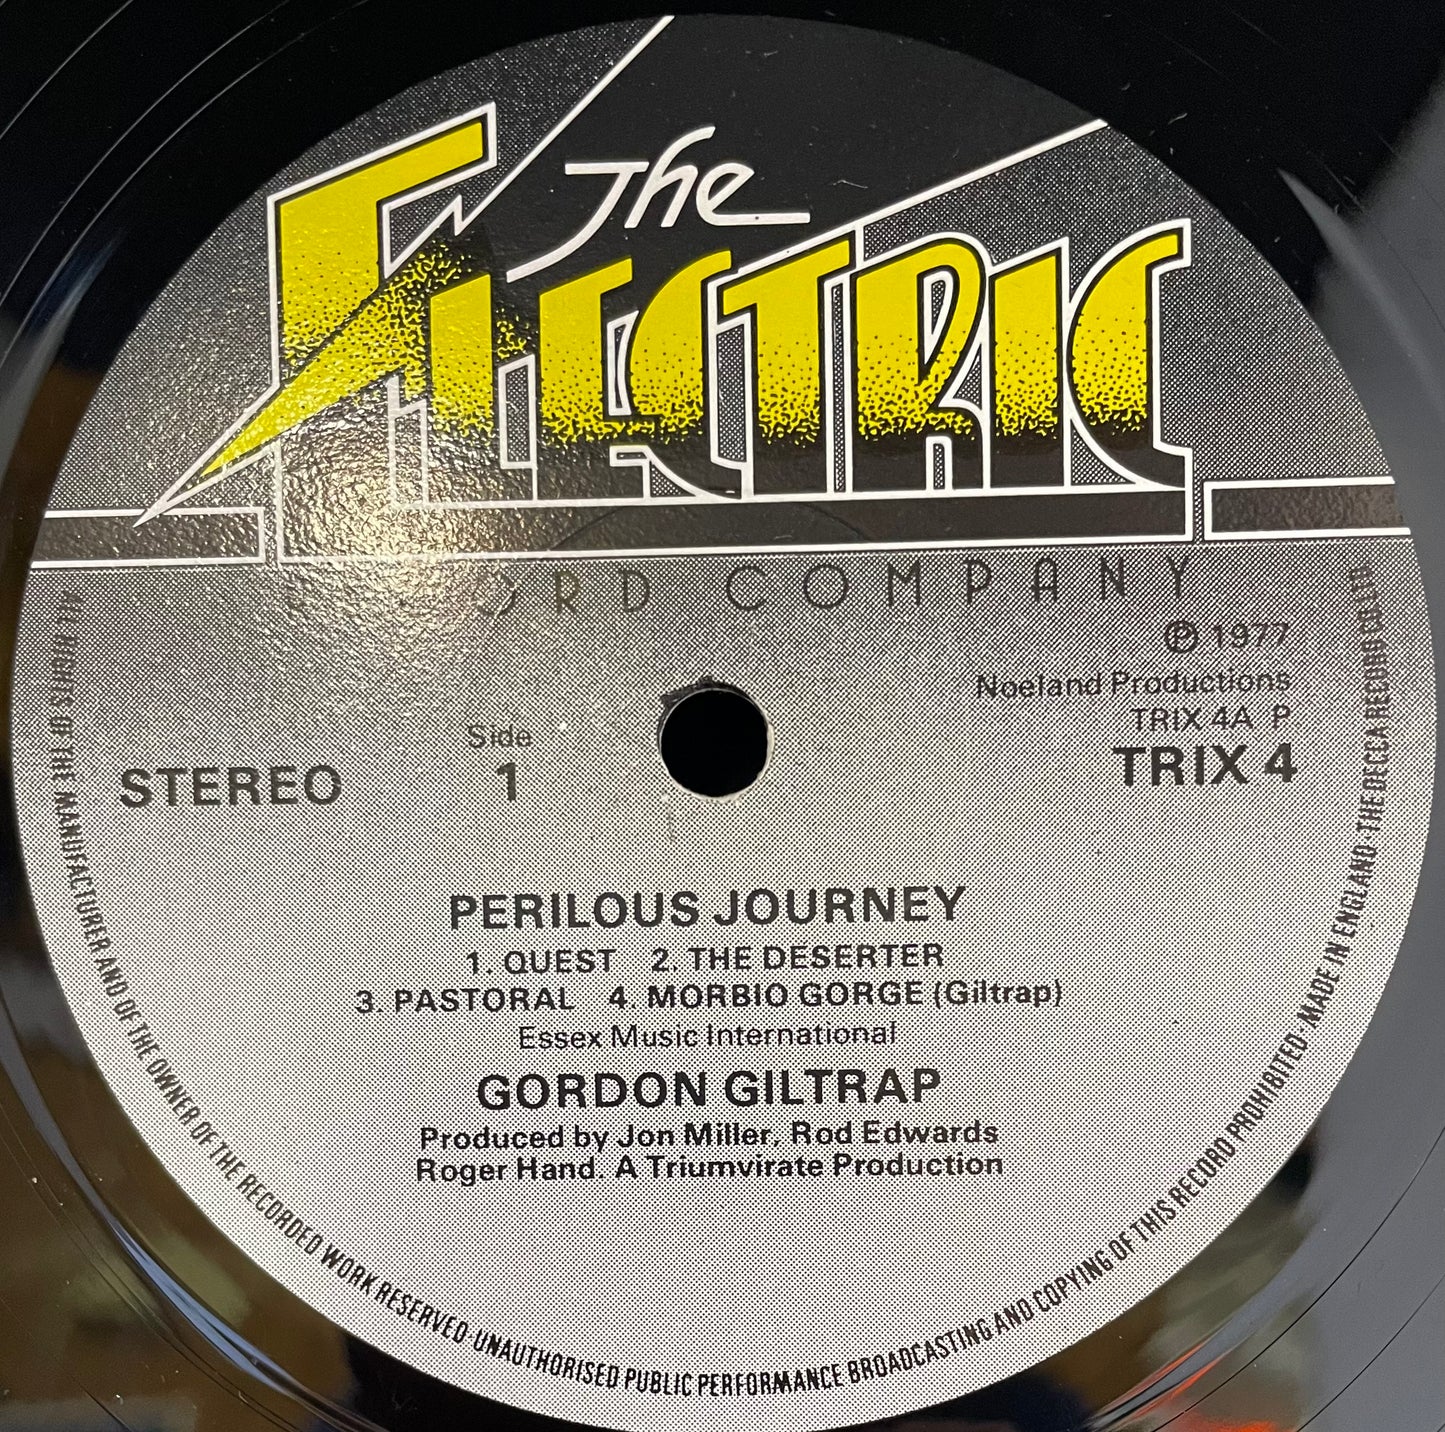 The
ELECTRIC
RECORD COMPANY
℗ 1977
Noeland Productions
TRIX 4A P
Side
STEREO 1 TRIX 4
PERILOUS JOURNEY
1. QUEST 2. THE DESERTER
3. PASTORAL 4. MORBIO GORGE (Giltrap)
Essex Music International
GORDON GILTRAP
Produced by Jon Miller, Rod Edwards
Roger Hand. A Triumvirate Production
ALL RIGHTS OF THE MANUFACTURER AND OF THE OWNER OF THE RECORDED WORK RESERVED · UNAUTHORISED PUBLIC PERFORMANCE BROADCASTING AND COPYING OF THIS RECORD PROHIBITED · MADE IN ENGLAND · THE DECCA RECORD CO LTD